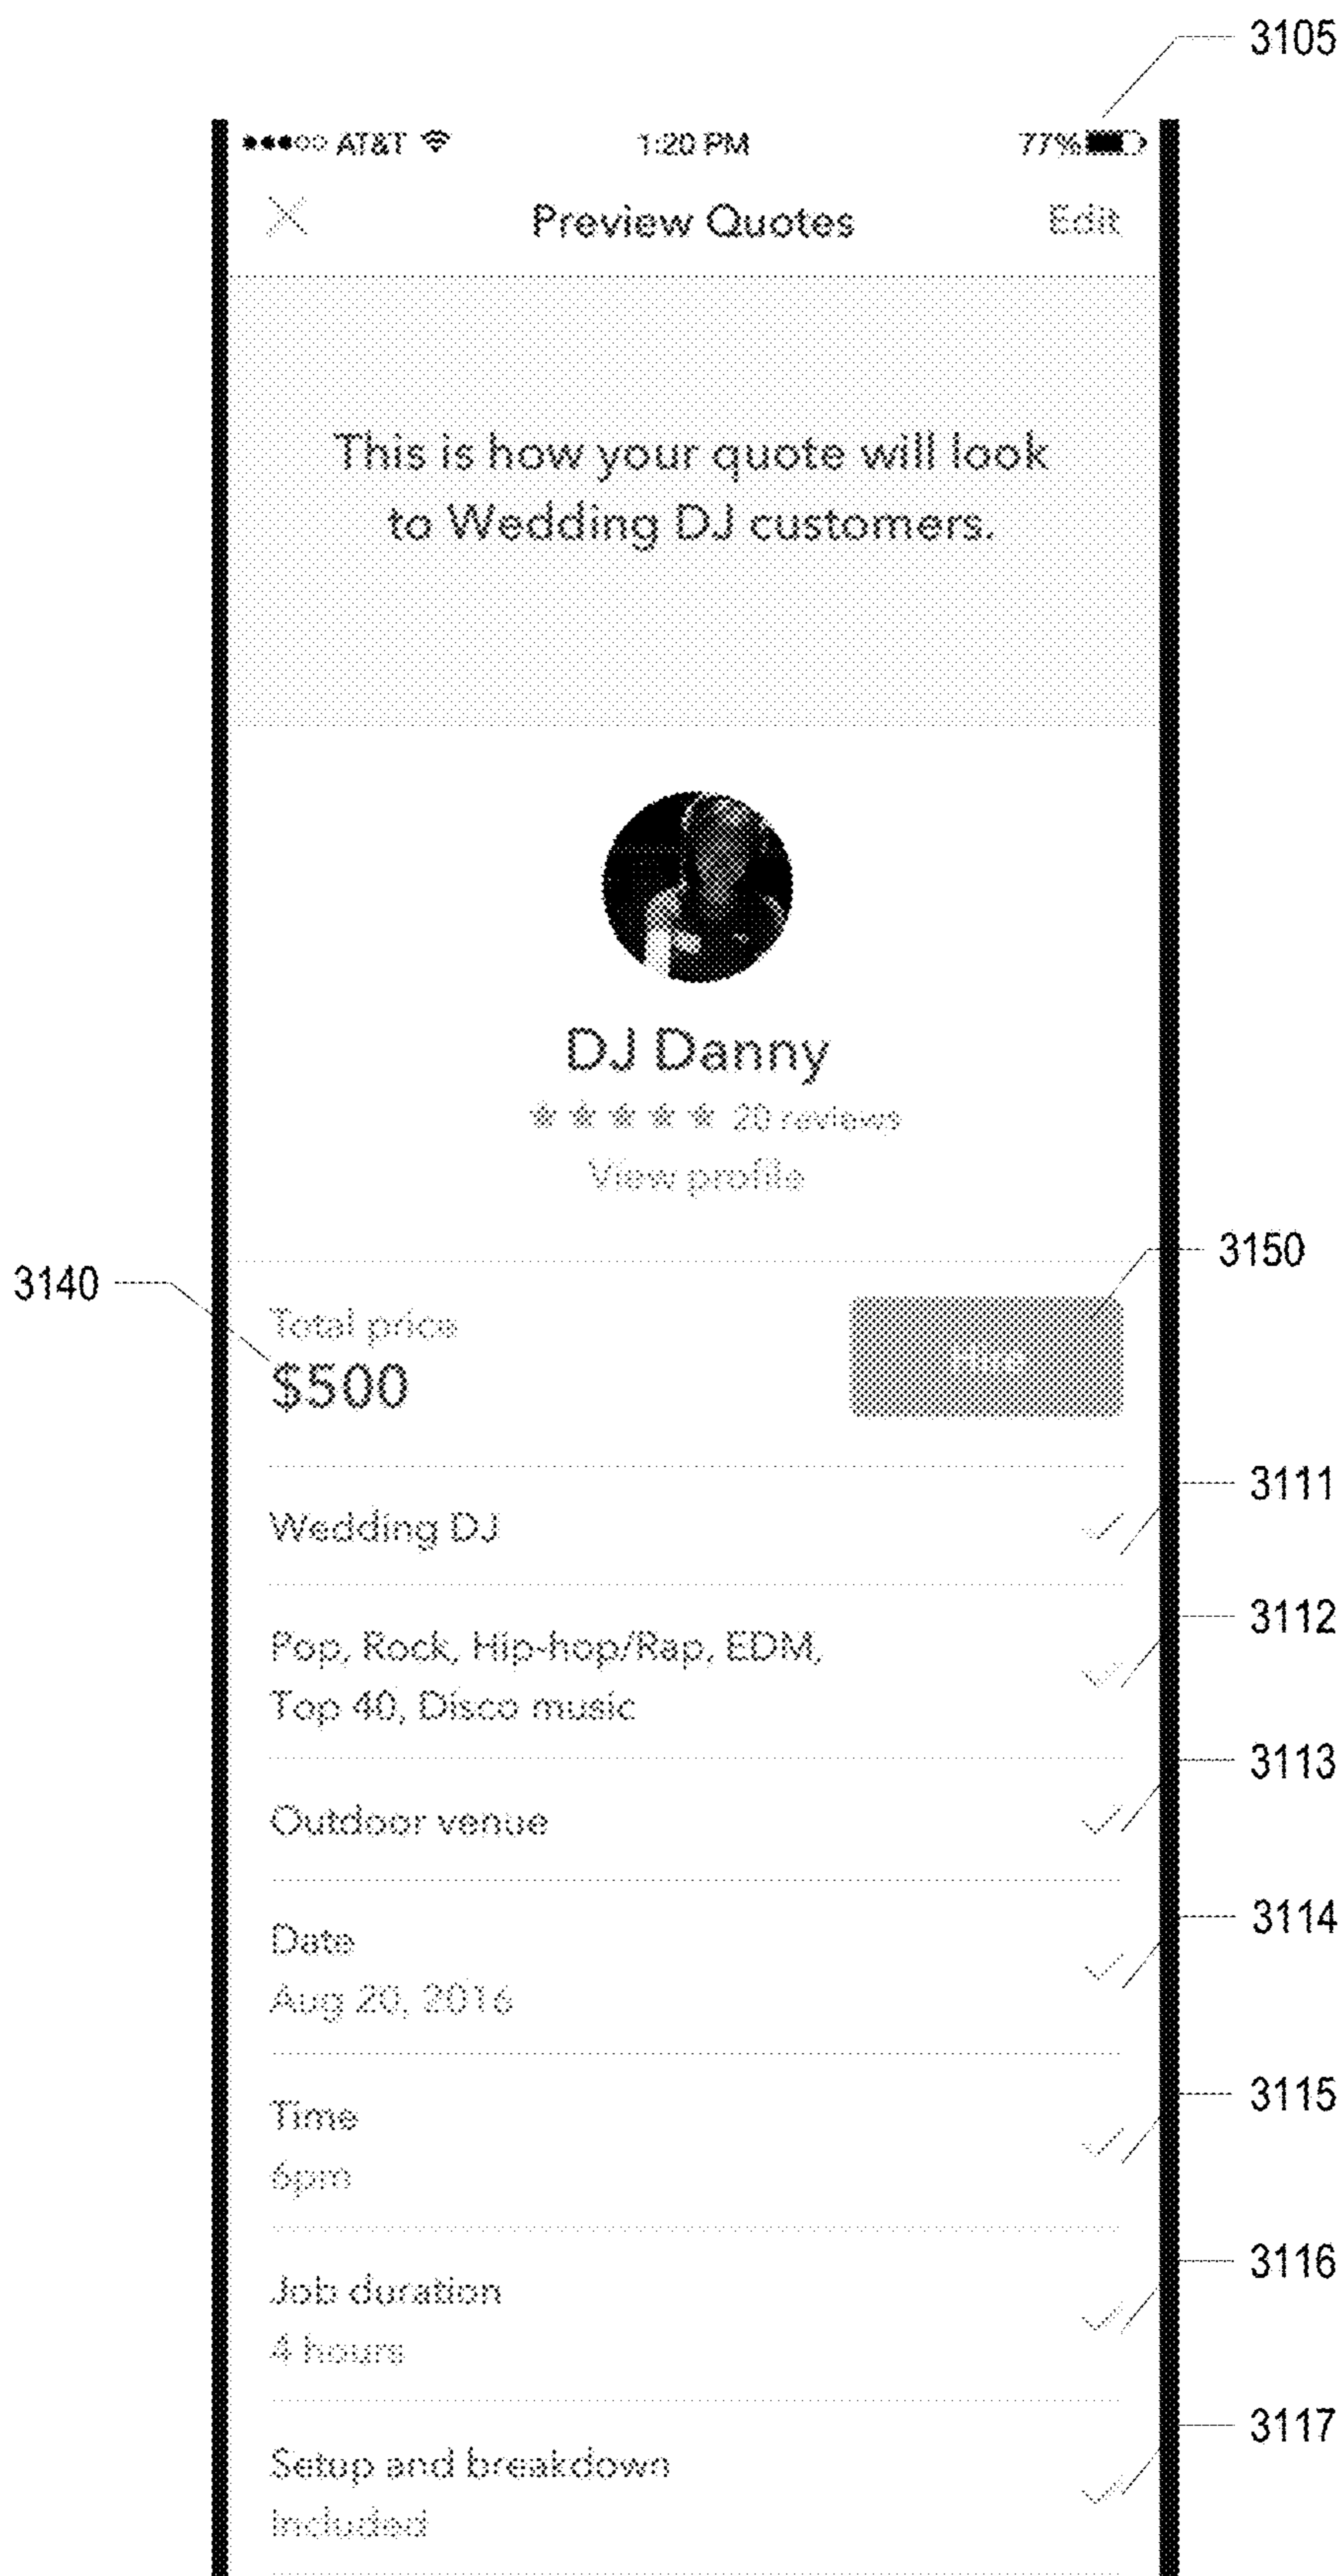 3105
AT&T 1:20 PM 77%
Preview Quotes Edit
This is how your quote will look
to Wedding DJ customers.
DJ Danny
20 reviews
View profile
3150
3140
Total price
$500
3111
Wedding DJ
3112
Pop, Rock, Hip-hop/Rap, EDM,
Top 40, Disco music
3113
Outdoor venue
3114
Date
Aug 20, 2016
3115
Time
6pm
3116
Job duration
4 hours
3117
Setup and breakdown
Included